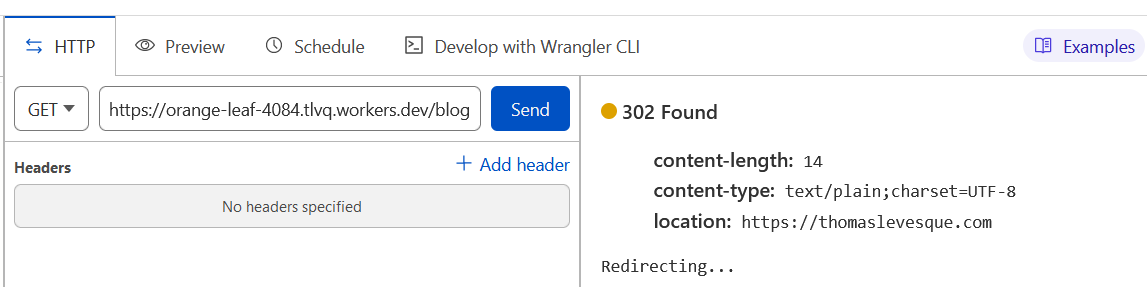 HTTP Preview Schedule Develop with Wrangler CLI Examples
GET https://orange-leaf-4084.tlvq.workers.dev/blog Send
Headers + Add header
No headers specified
302 Found
content-length: 14
content-type: text/plain;charset=UTF-8
location: https://thomaslevesque.com
Redirecting...